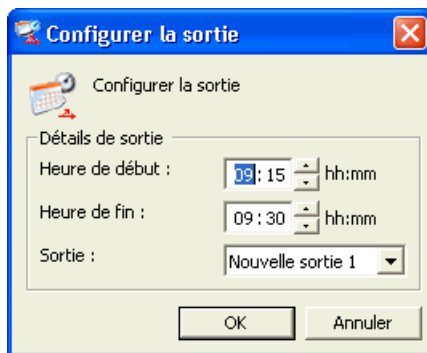 Configurer la sortie
Configurer la sortie
Détails de sortie
Heure de début : 09:15 hh:mm
Heure de fin : 09:30 hh:mm
Sortie : Nouvelle sortie 1
OK Annuler